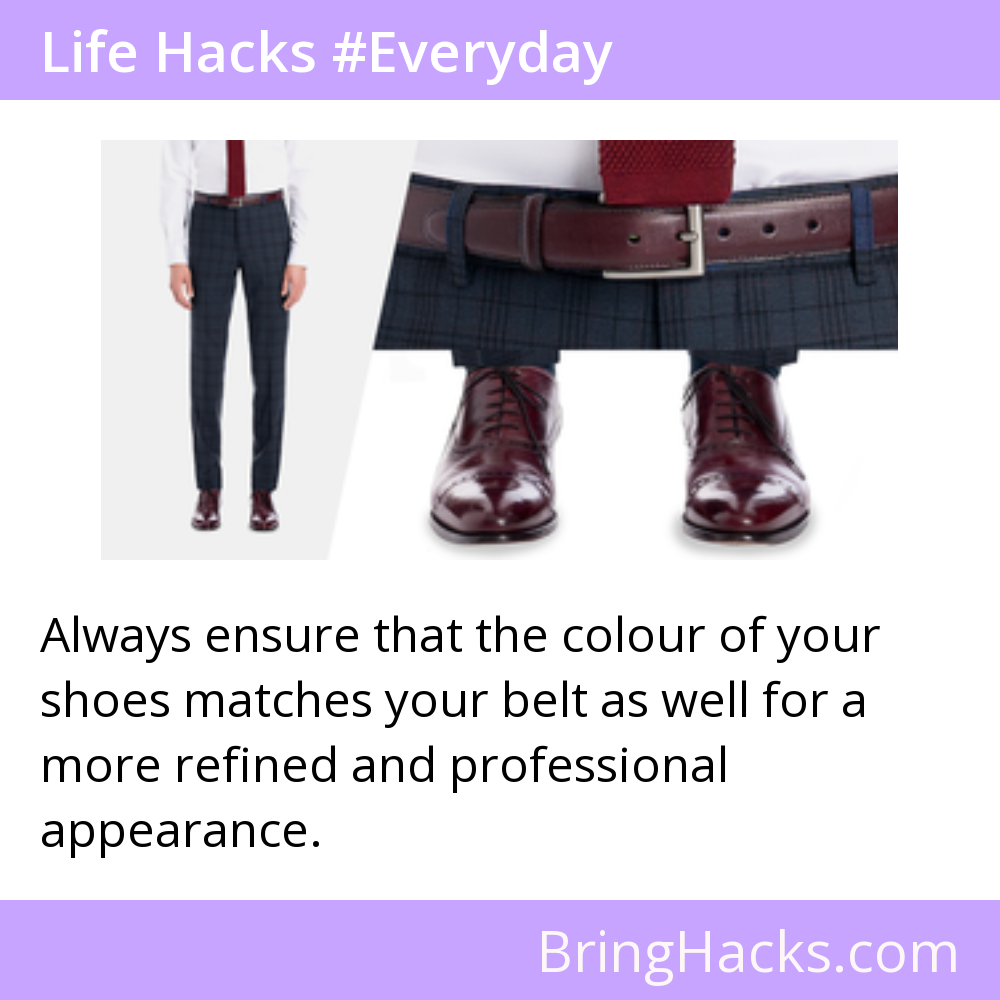 Life Hacks #Everyday
Always ensure that the colour of your
shoes matches your belt as well for a
more refined and professional
appearance.
BringHacks.com